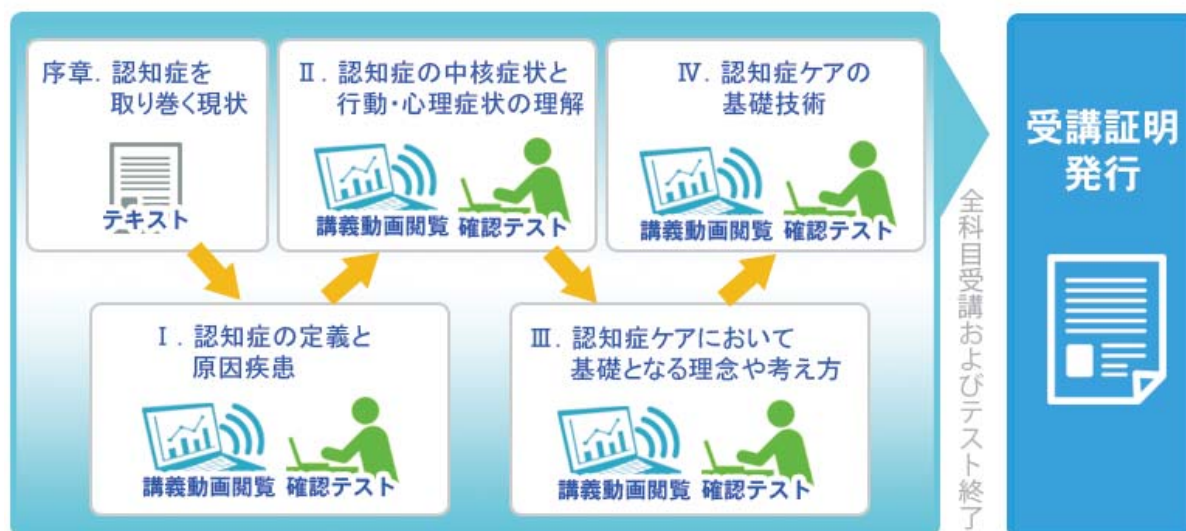 序章. 認知症を
取り巻く現状
テキスト
Ⅰ. 認知症の定義と
原因疾患
講義動画閲覧 確認テスト
Ⅱ. 認知症の中核症状と
行動・心理症状の理解
講義動画閲覧 確認テスト
Ⅲ. 認知症ケアにおいて
基礎となる理念や考え方
講義動画閲覧 確認テスト
Ⅳ. 認知症ケアの
基礎技術
講義動画閲覧 確認テスト
全科目受講およびテスト終了
受講証明
発行